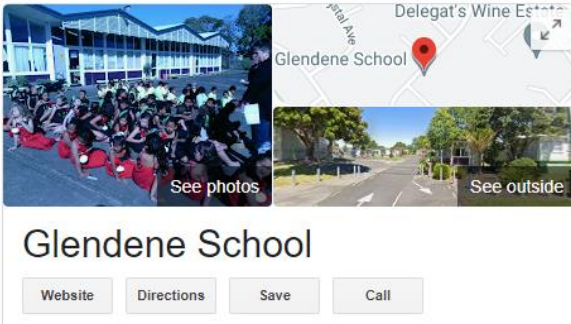 Delegat's Wine Estate
Glendene School
See photos
See outside
Glendene School
Website Directions Save Call